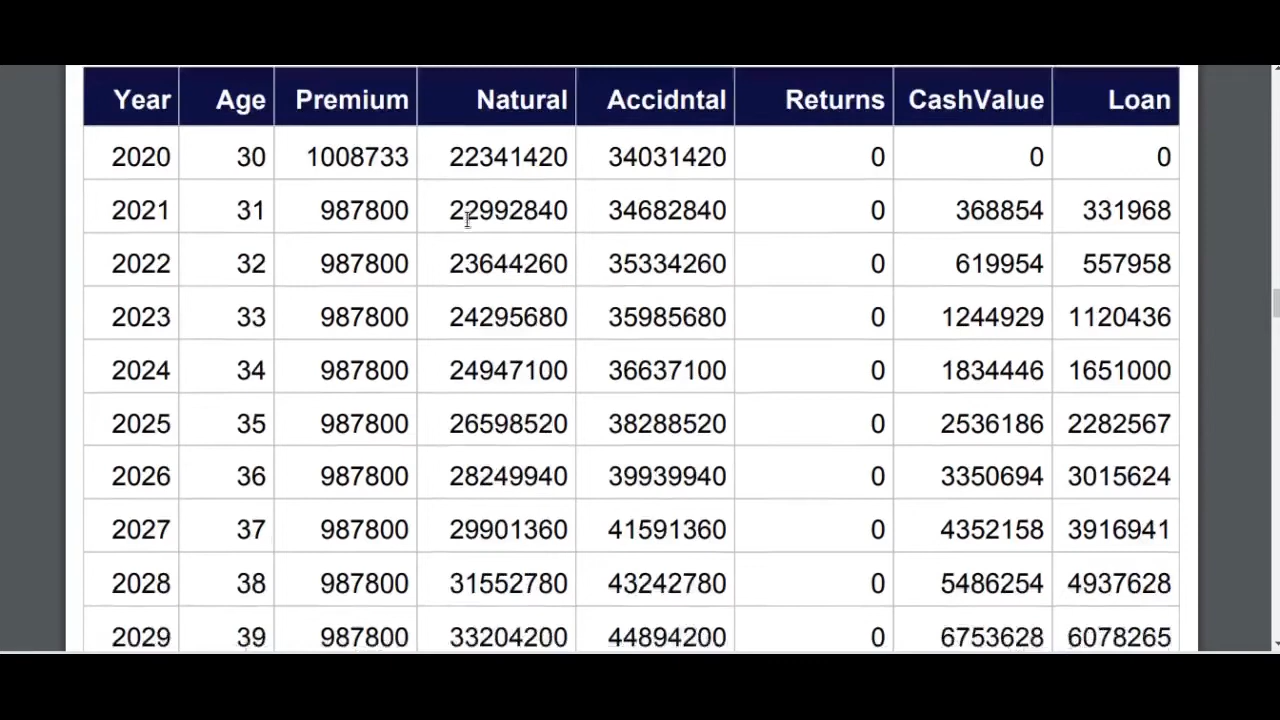 Year Age Premium Natural Accidntal Returns CashValue Loan
2020 30 1008733 22341420 34031420 0 0 0
2021 31 987800 22992840 34682840 0 368854 331968
2022 32 987800 23644260 35334260 0 619954 557958
2023 33 987800 24295680 35985680 0 1244929 1120436
2024 34 987800 24947100 36637100 0 1834446 1651000
2025 35 987800 26598520 38288520 0 2536186 2282567
2026 36 987800 28249940 39939940 0 3350694 3015624
2027 37 987800 29901360 41591360 0 4352158 3916941
2028 38 987800 31552780 43242780 0 5486254 4937628
2029 39 987800 33204200 44894200 0 6753628 6078265